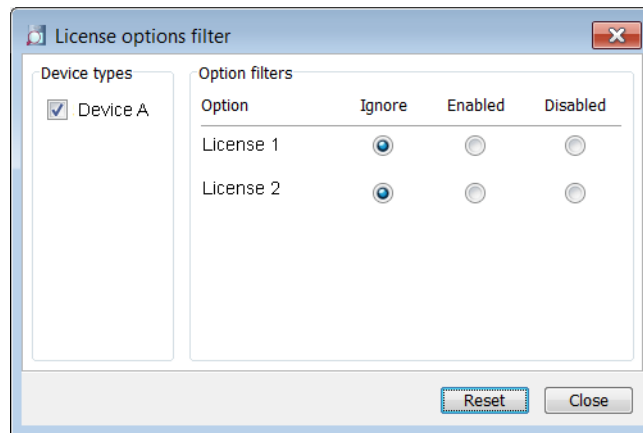 License options filter
Device types
Device A
Option filters
Option Ignore Enabled Disabled
License 1
License 2
Reset Close